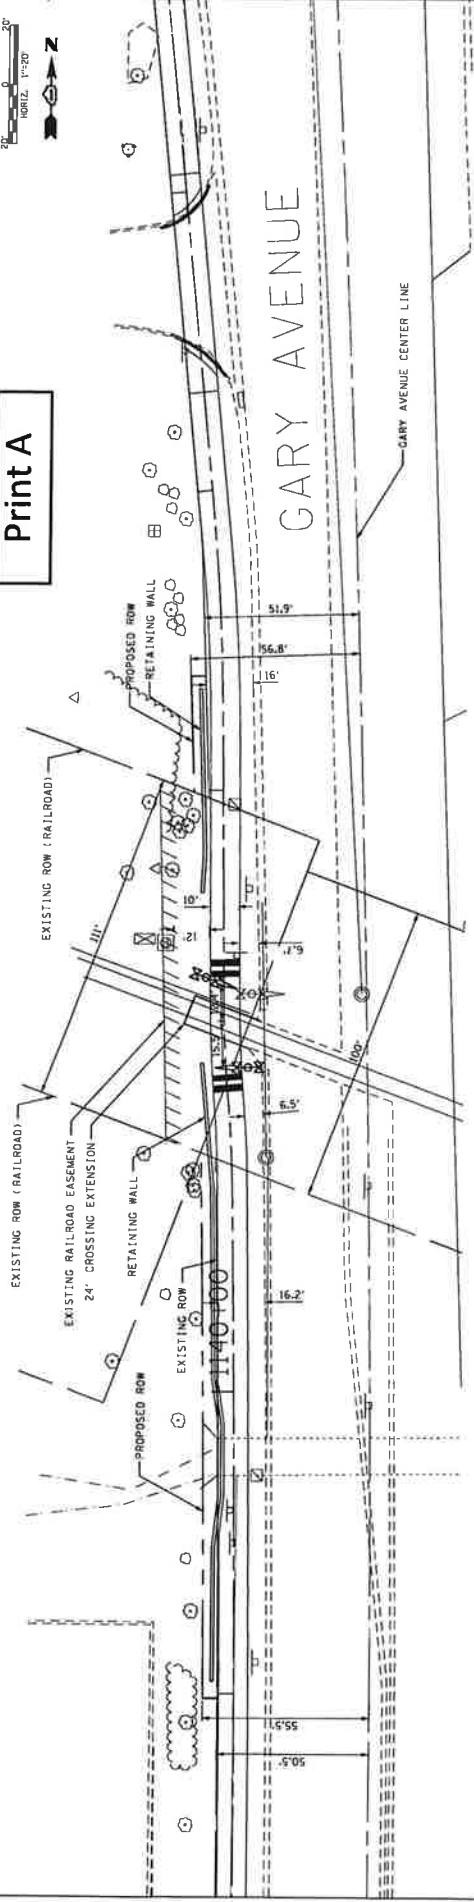 Print A
20' 0 20'
HORIZ. 1"=20'
N
GARY AVENUE
GARY AVENUE CENTER LINE
51.9'
56.8'
16'
PROPOSED ROW
RETAINING WALL
EXISTING ROW (RAILROAD)
111'
10'
12'
6.7'
15.5'
100'
6.5'
EXISTING ROW (RAILROAD)
EXISTING RAILROAD EASEMENT
24' CROSSING EXTENSION
RETAINING WALL
EXISTING ROW
1140+00
16.2'
PROPOSED ROW
55.5'
50.5'